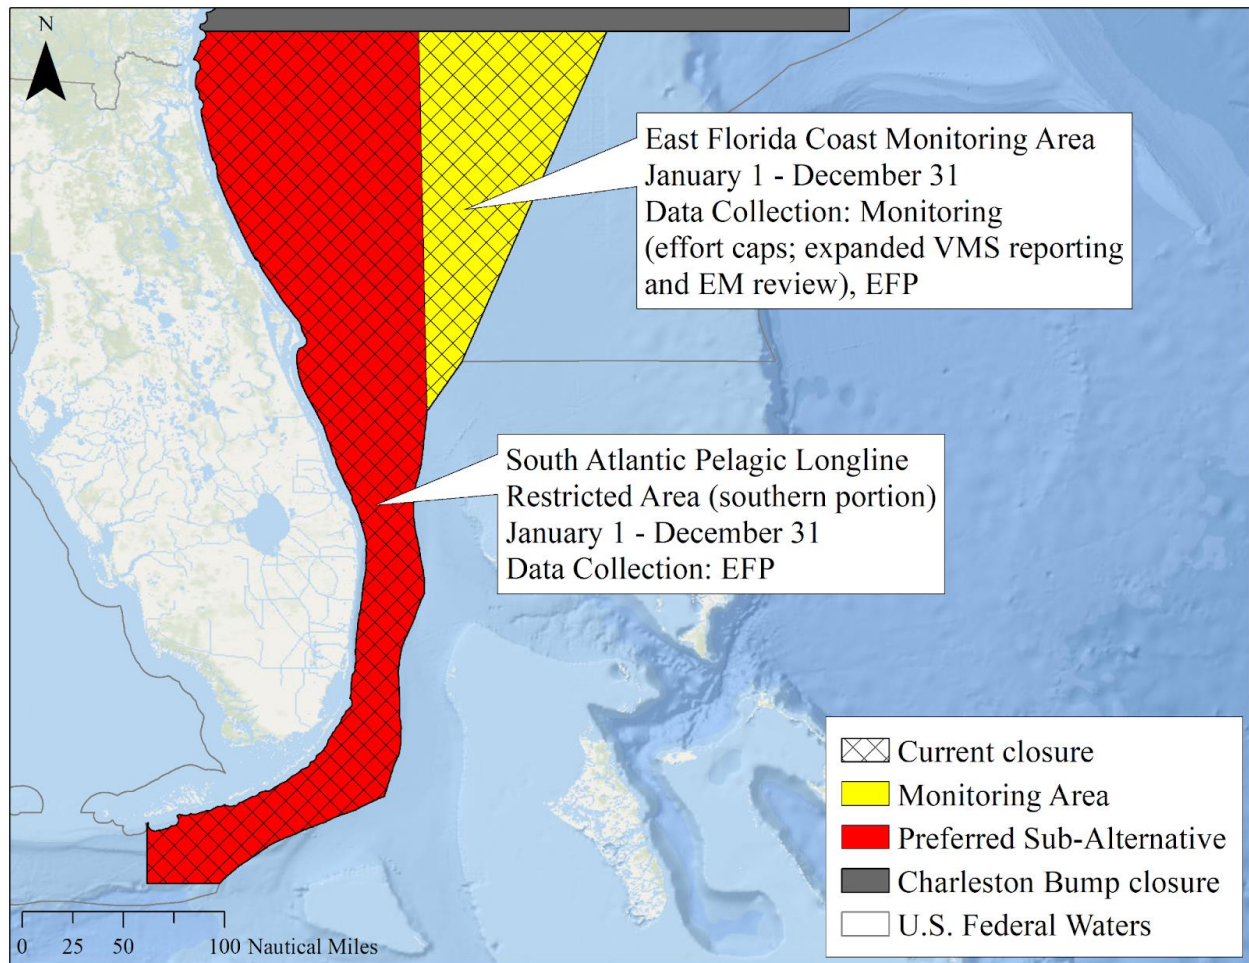 N
East Florida Coast Monitoring Area
January 1 - December 31
Data Collection: Monitoring
(effort caps; expanded VMS reporting
and EM review), EFP
South Atlantic Pelagic Longline
Restricted Area (southern portion)
January 1 - December 31
Data Collection: EFP
Current closure
Monitoring Area
Preferred Sub-Alternative
Charleston Bump closure
U.S. Federal Waters
0 25 50 100 Nautical Miles